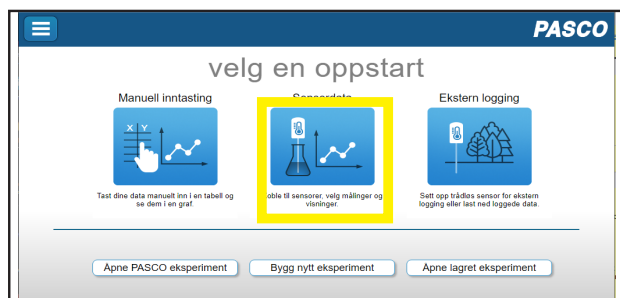 PASCO
velg en oppstart
Manuell inntasting
Sensordata
Ekstern logging
X Y
Tast dine data manuelt inn i en tabell og
se dem i en graf.
Koble til sensorer, velg målinger og
visninger.
Sett opp trådløs sensor for ekstern
logging eller last ned loggede data.
Åpne PASCO eksperiment
Bygg nytt eksperiment
Åpne lagret eksperiment